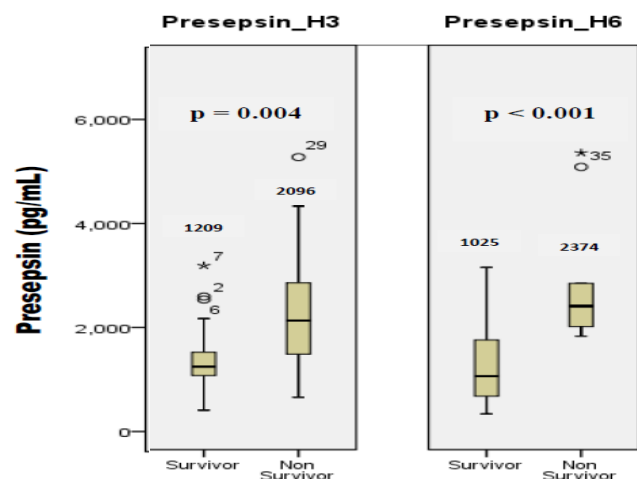 Presepsin_H3
Presepsin_H6
Presepsin (pg/mL)
6,000
4,000
2,000
0
p = 0.004
29
2096
1209
* 7
2
6
p < 0.001
* 35
1025
2374
Survivor
Non
Survivor
Survivor
Non
Survivor